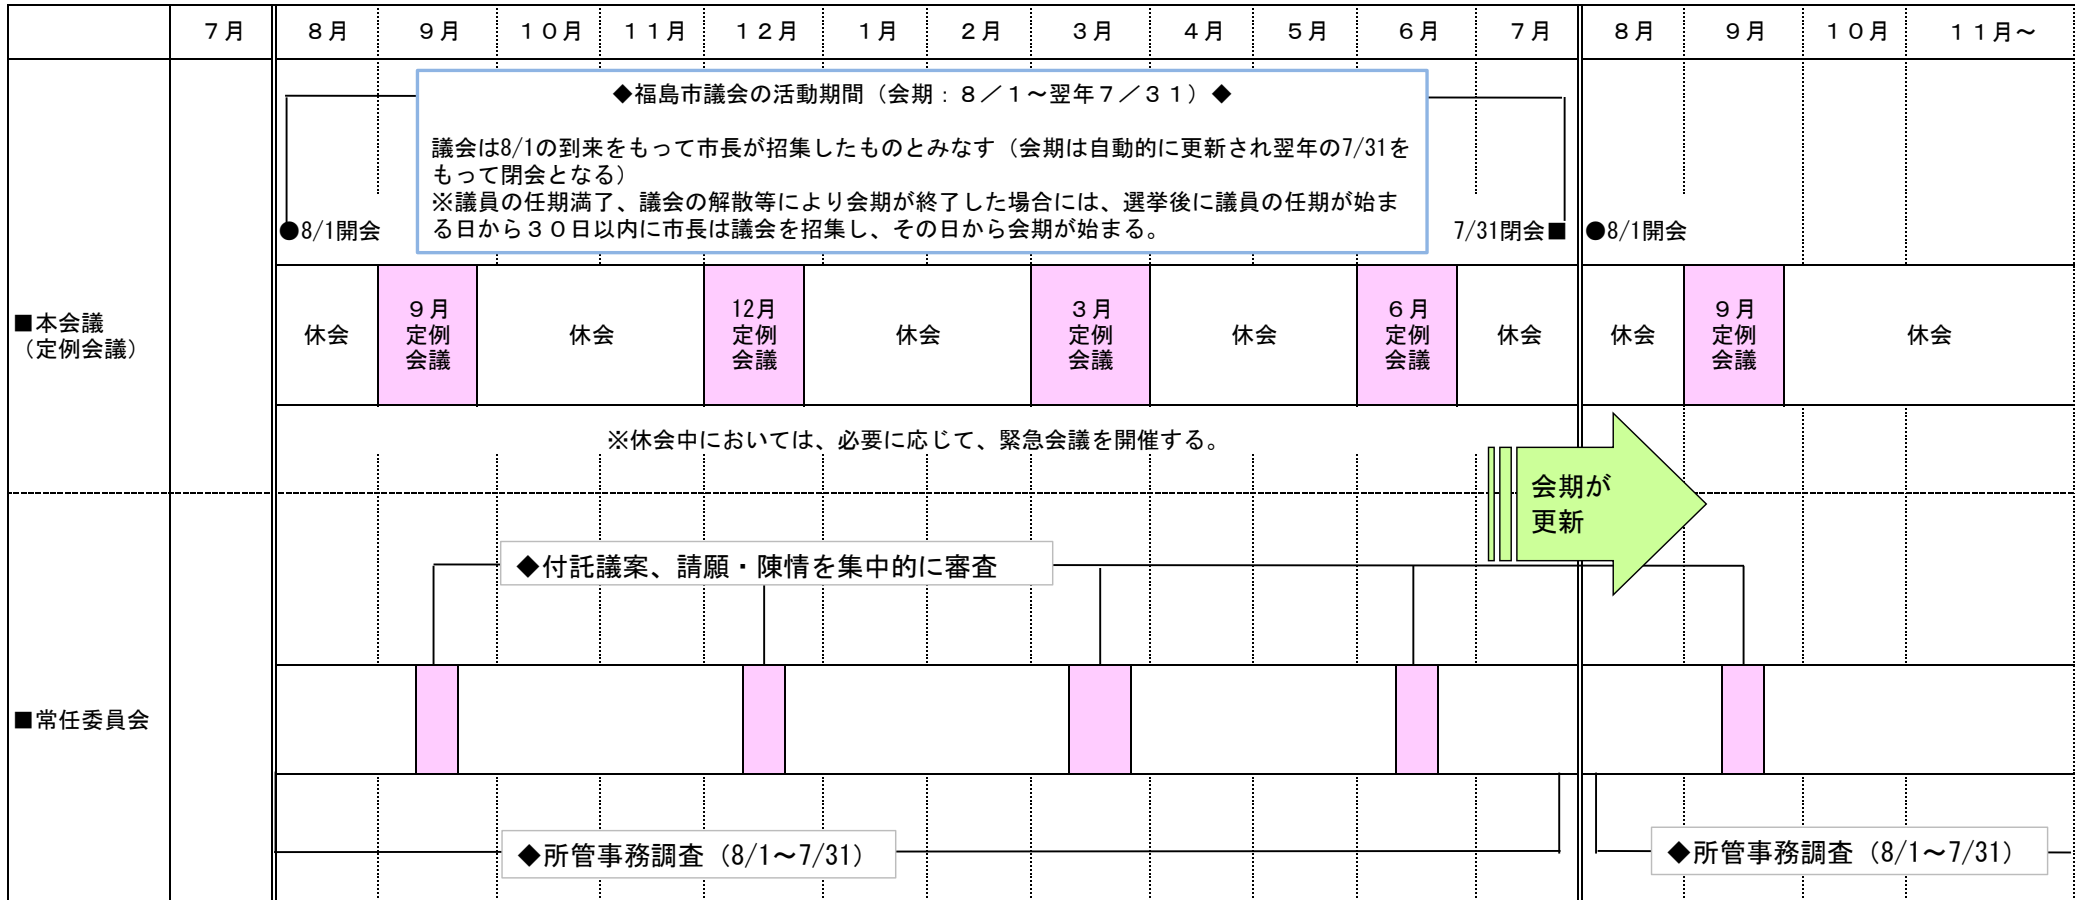 ７月 ８月 ９月 １０月 １１月 １２月 １月 ２月 ３月 ４月 ５月 ６月 ７月 ８月 ９月 １０月 １１月～
◆福島市議会の活動期間（会期：８／１～翌年７／３１）◆
議会は8/1の到来をもって市長が招集したものとみなす（会期は自動的に更新され翌年の7/31を
もって閉会となる）
※議員の任期満了、議会の解散等により会期が終了した場合には、選挙後に議員の任期が始ま
る日から３０日以内に市長は議会を招集し、その日から会期が始まる。
●8/1開会
7/31閉会■
●8/1開会
■本会議
（定例会議）
休会
９月
定例
会議
休会
12月
定例
会議
休会
３月
定例
会議
休会
６月
定例
会議
休会
休会
９月
定例
会議
休会
※休会中においては、必要に応じて、緊急会議を開催する。
会期が
更新
◆付託議案、請願・陳情を集中的に審査
■常任委員会
◆所管事務調査（8/1～7/31）
◆所管事務調査（8/1～7/31）